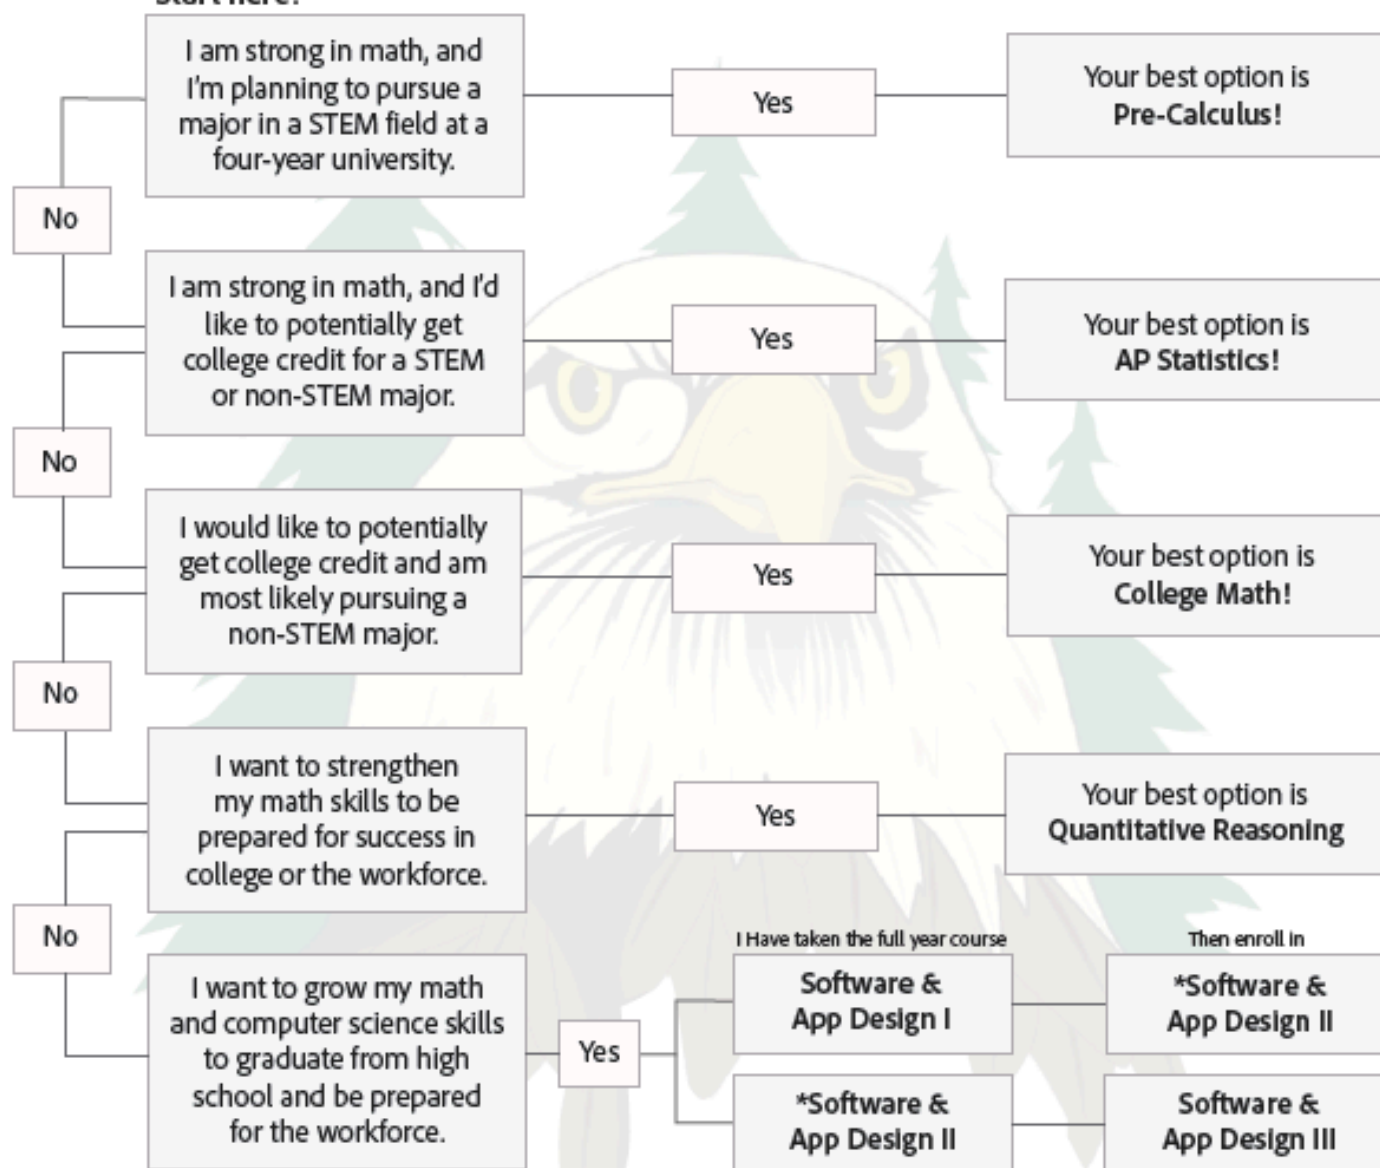 Start here!
I am strong in math, and
I'm planning to pursue a
major in a STEM field at a
four-year university.
Yes
Your best option is
Pre-Calculus!
No
I am strong in math, and I'd
like to potentially get
college credit for a STEM
or non-STEM major.
Yes
Your best option is
AP Statistics!
No
I would like to potentially
get college credit and am
most likely pursuing a
non-STEM major.
Yes
Your best option is
College Math!
No
I want to strengthen
my math skills to be
prepared for success in
college or the workforce.
Yes
Your best option is
Quantitative Reasoning
No
I want to grow my math
and computer science skills
to graduate from high
school and be prepared
for the workforce.
Yes
I Have taken the full year course
Software &
App Design I
Then enroll in
*Software &
App Design II
*Software &
App Design II
Software &
App Design III